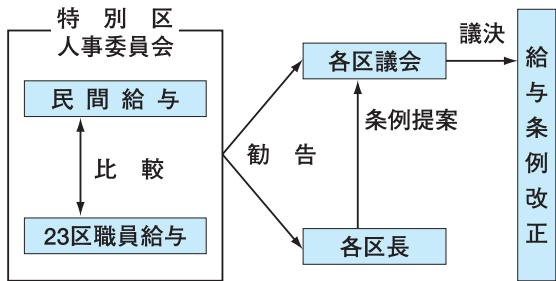 特別区
人事委員会
民間給与
比較
23区職員給与
勧告
各区議会
条例提案
各区長
議決
給与条例改正